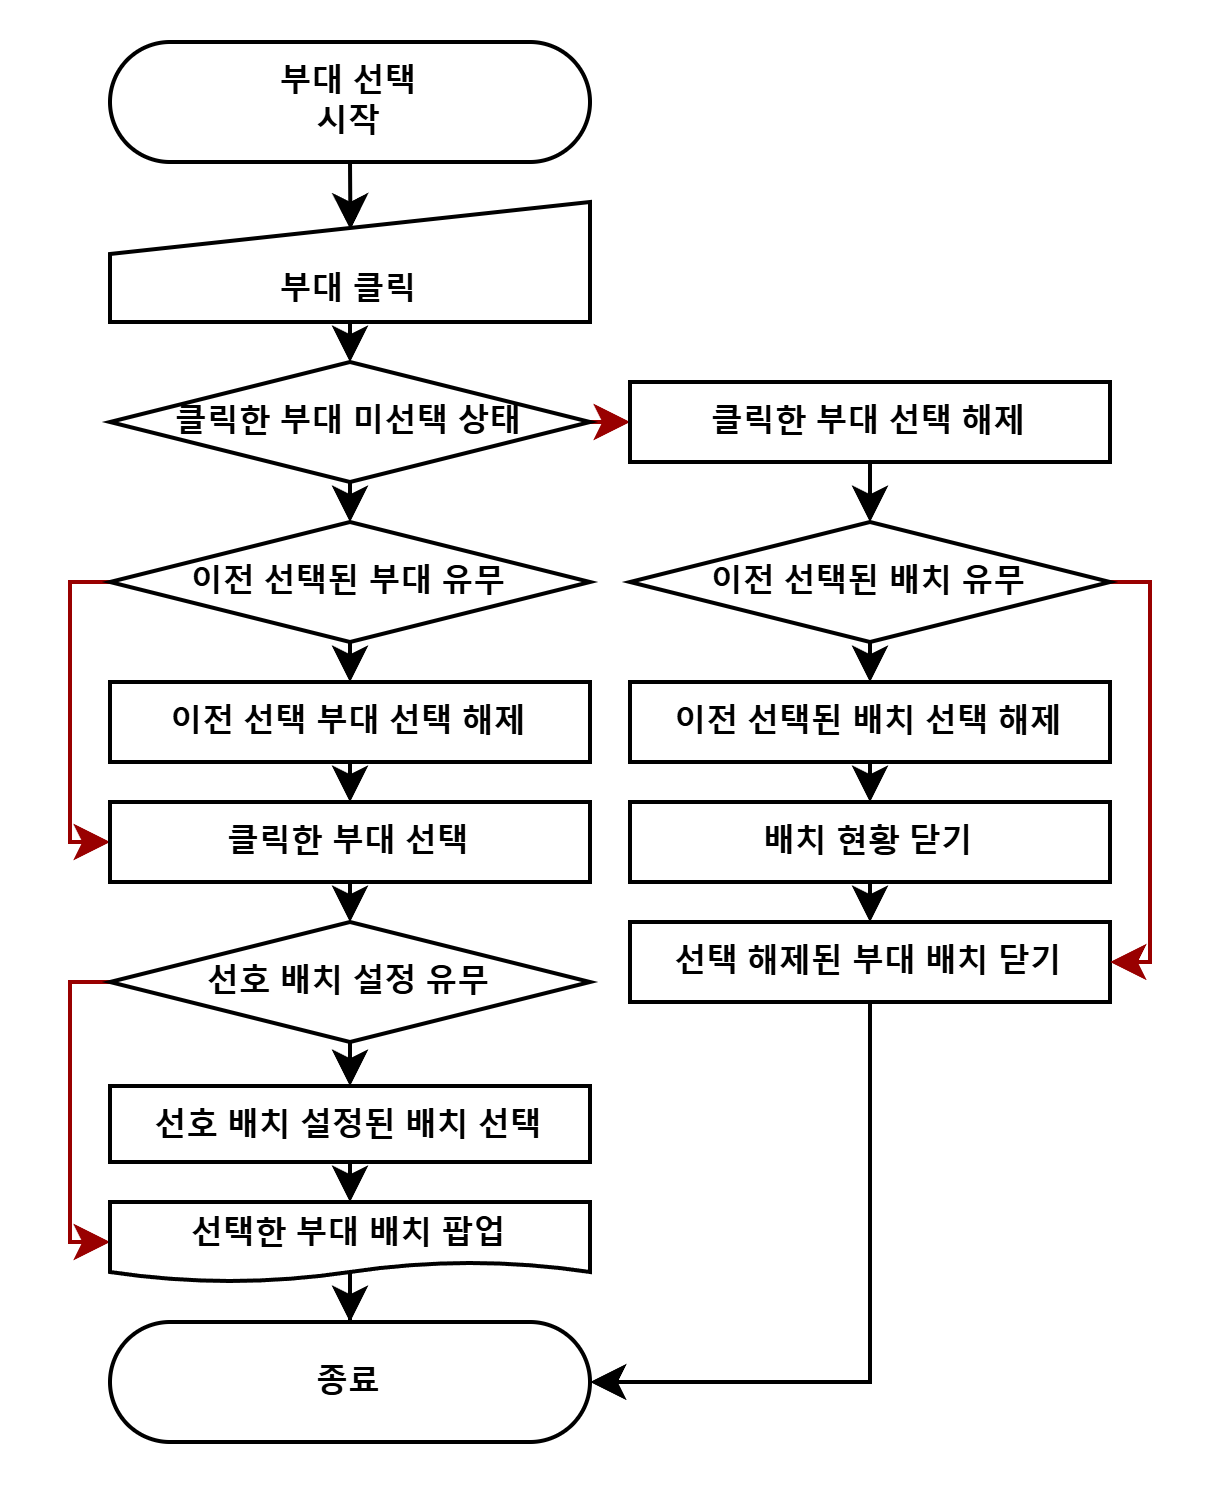 부대 선택
시작
부대 클릭
클릭한 부대 미선택 상태
클릭한 부대 선택 해제
이전 선택된 부대 유무
이전 선택된 배치 유무
이전 선택 부대 선택 해제
이전 선택된 배치 선택 해제
클릭한 부대 선택
배치 현황 닫기
선호 배치 설정 유무
선택 해제된 부대 배치 닫기
선호 배치 설정된 배치 선택
선택한 부대 배치 팝업
종료